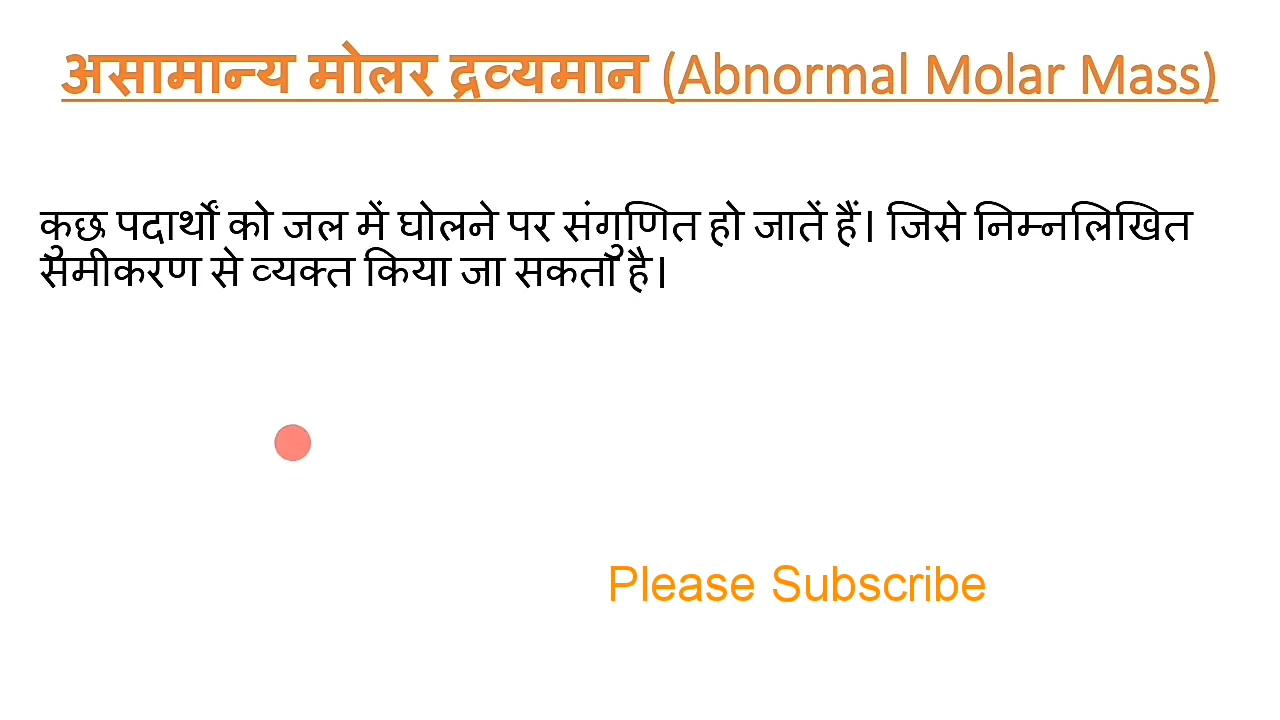 असामान्य मोलर द्रव्यमान (Abnormal Molar Mass)
कुछ पदार्थों को जल में घोलने पर संगुणित हो जातें हैं। जिसे निम्नलिखित
समीकरण से व्यक्त किया जा सकता है।
Please Subscribe